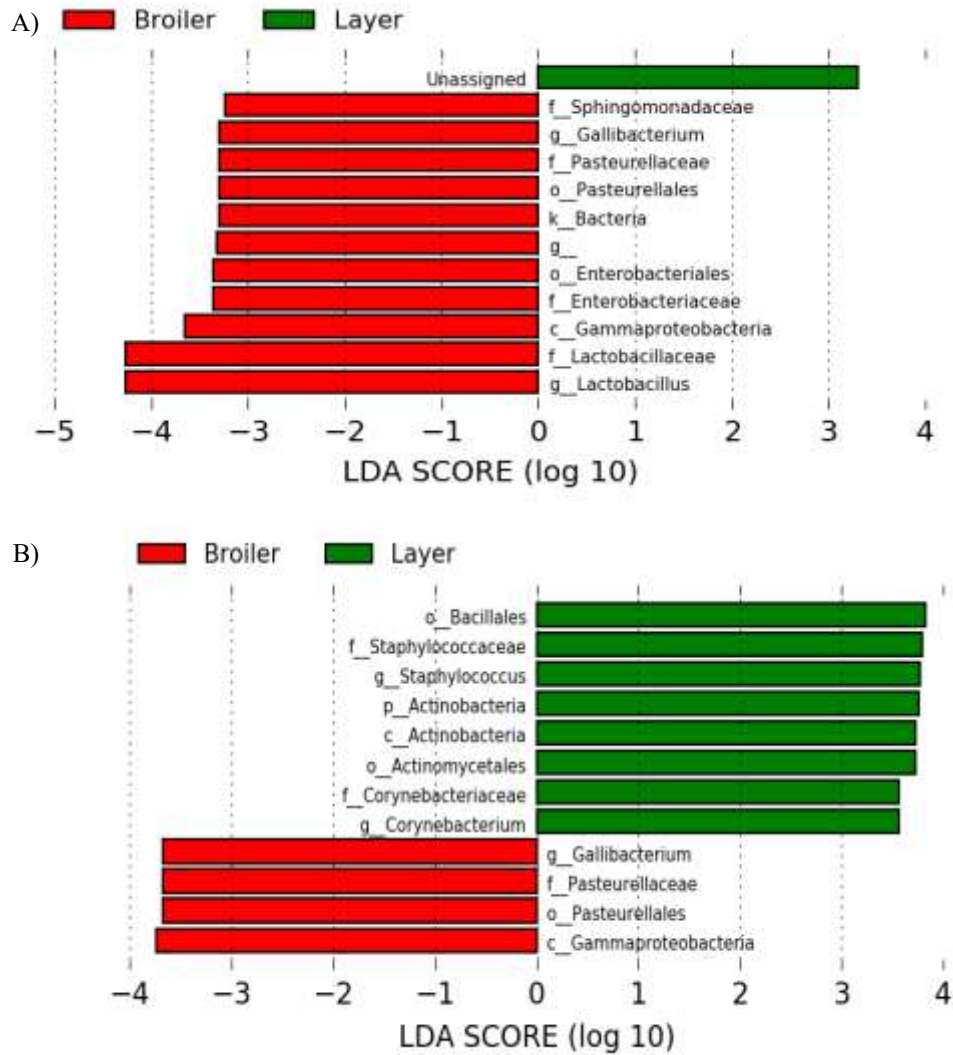 A) Broiler Layer
Unassigned
f__Sphingomonadaceae
g__Gallibacterium
f__Pasteurellaceae
o__Pasteurellales
k__Bacteria
g__
o__Enterobacteriales
f__Enterobacteriaceae
c__Gammaproteobacteria
f__Lactobacillaceae
g__Lactobacillus
−5 −4 −3 −2 −1 0 1 2 3 4
LDA SCORE (log 10)
B) Broiler Layer
o__Bacillales
f__Staphylococcaceae
g__Staphylococcus
p__Actinobacteria
c__Actinobacteria
o__Actinomycetales
f__Corynebacteriaceae
g__Corynebacterium
g__Gallibacterium
f__Pasteurellaceae
o__Pasteurellales
c__Gammaproteobacteria
−4 −3 −2 −1 0 1 2 3 4
LDA SCORE (log 10)